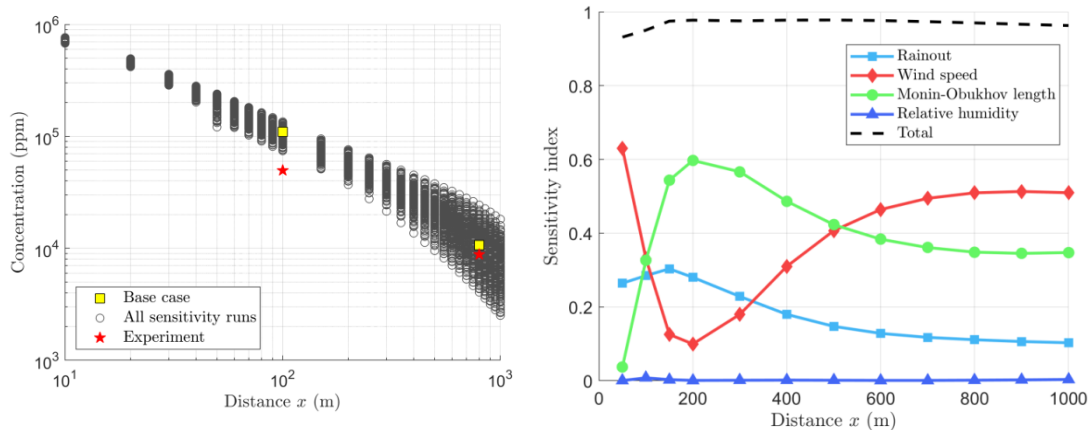 10^6
10^5
10^4
10^3
10^1
10^2
10^3
Concentration (ppm)
Distance x (m)
Base case
All sensitivity runs
Experiment
1
0.8
0.6
0.4
0.2
0
0
200
400
600
800
1000
Sensitivity index
Distance x (m)
Rainout
Wind speed
Monin-Obukhov length
Relative humidity
Total